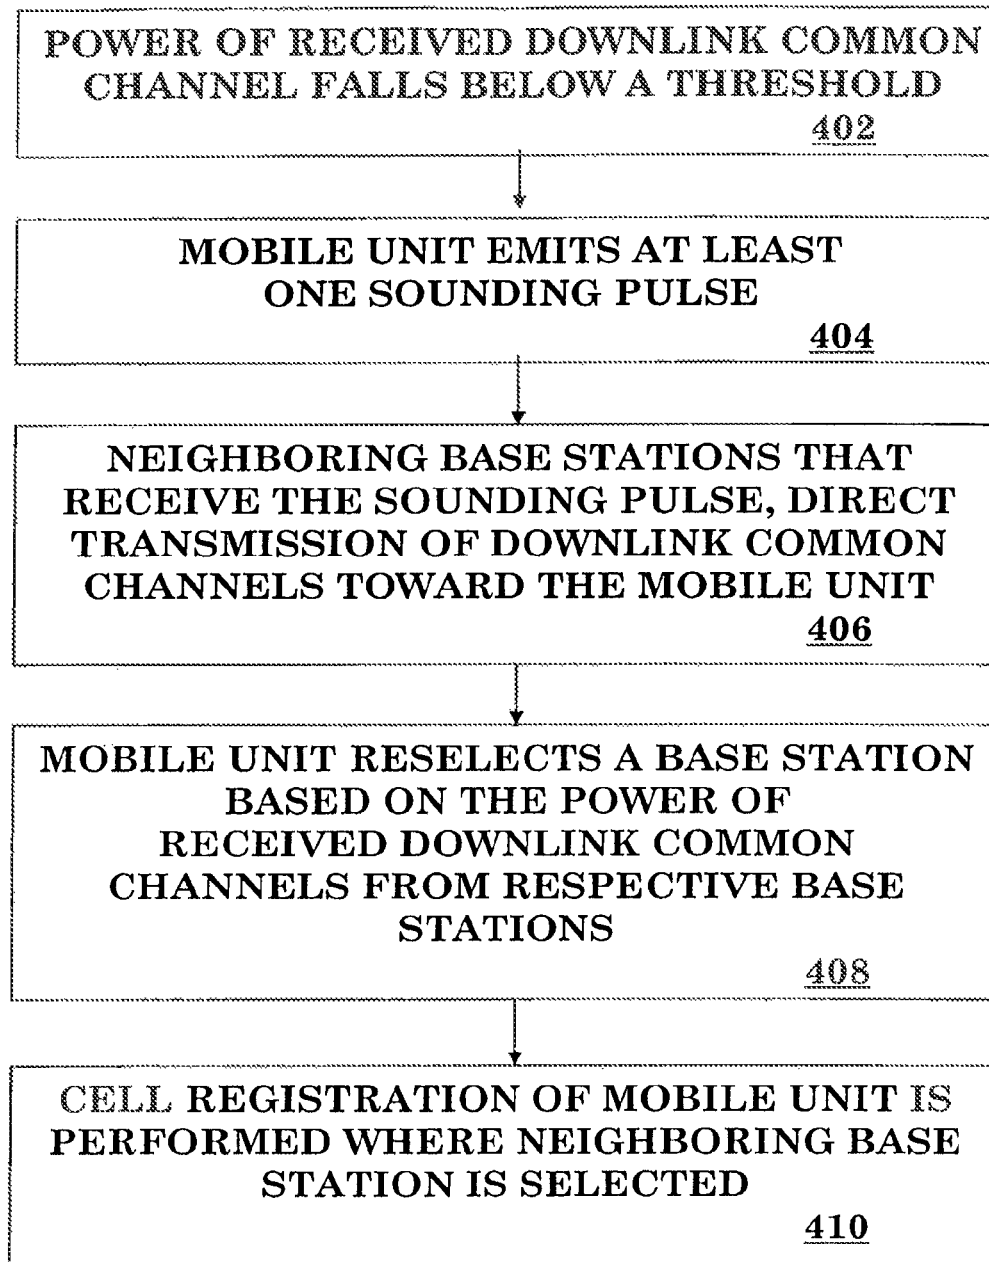 POWER OF RECEIVED DOWNLINK COMMON
CHANNEL FALLS BELOW A THRESHOLD
402
MOBILE UNIT EMITS AT LEAST
ONE SOUNDING PULSE
404
NEIGHBORING BASE STATIONS THAT
RECEIVE THE SOUNDING PULSE, DIRECT
TRANSMISSION OF DOWNLINK COMMON
CHANNELS TOWARD THE MOBILE UNIT
406
MOBILE UNIT RESELECTS A BASE STATION
BASED ON THE POWER OF
RECEIVED DOWNLINK COMMON
CHANNELS FROM RESPECTIVE BASE
STATIONS
408
CELL REGISTRATION OF MOBILE UNIT IS
PERFORMED WHERE NEIGHBORING BASE
STATION IS SELECTED
410